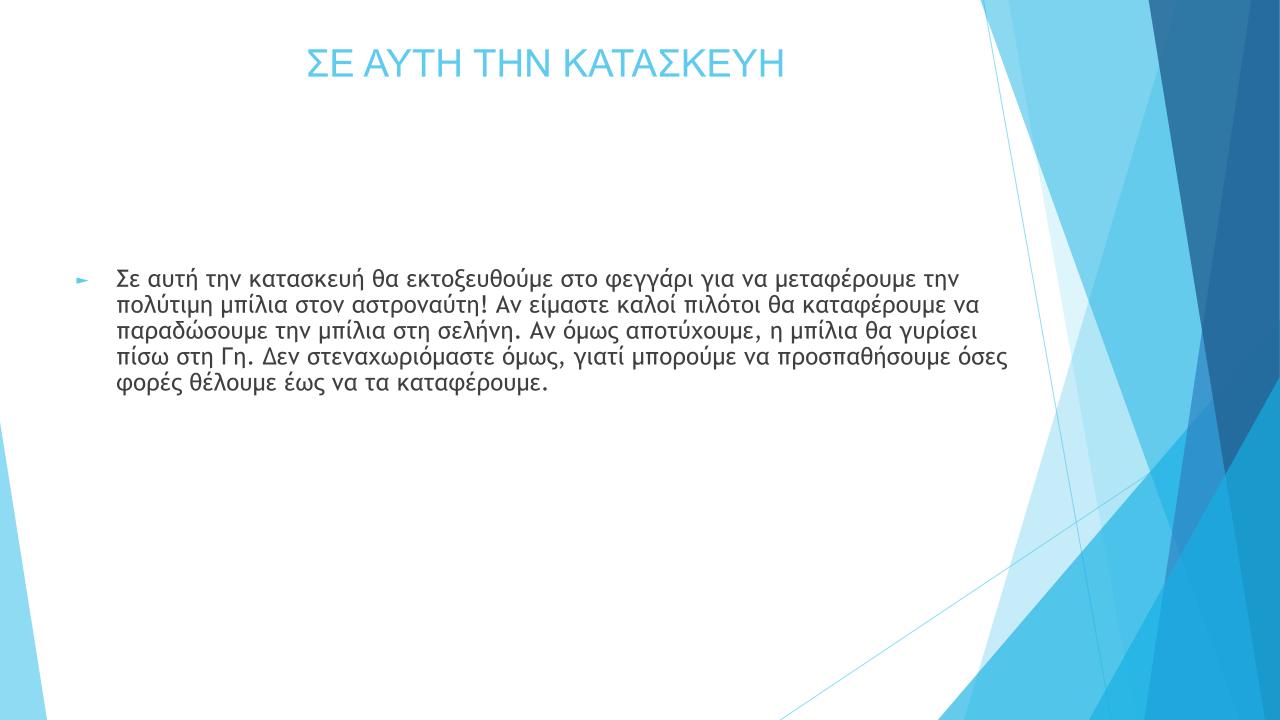 ΣΕ ΑΥΤΗ ΤΗΝ ΚΑΤΑΣΚΕΥΗ
► Σε αυτή την κατασκευή θα εκτοξευθούμε στο φεγγάρι για να μεταφέρουμε την
πολύτιμη μπίλια στον αστροναύτη! Αν είμαστε καλοί πιλότοι θα καταφέρουμε να
παραδώσουμε την μπίλια στη σελήνη. Αν όμως αποτύχουμε, η μπίλια θα γυρίσει
πίσω στη Γη. Δεν στεναχωριόμαστε όμως, γιατί μπορούμε να προσπαθήσουμε όσες
φορές θέλουμε έως να τα καταφέρουμε.